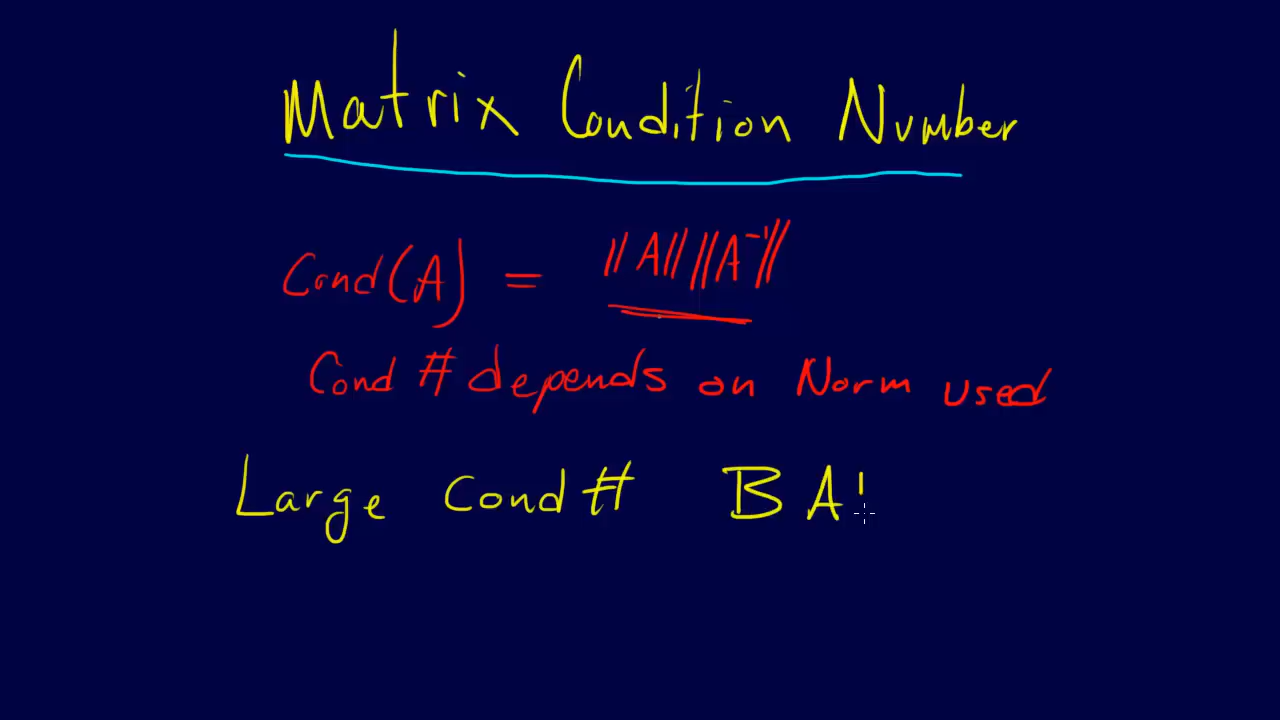 Matrix Condition Number
Cond(A) = ||A|| ||A⁻¹||
Cond # depends on Norm used
Large Cond # BA